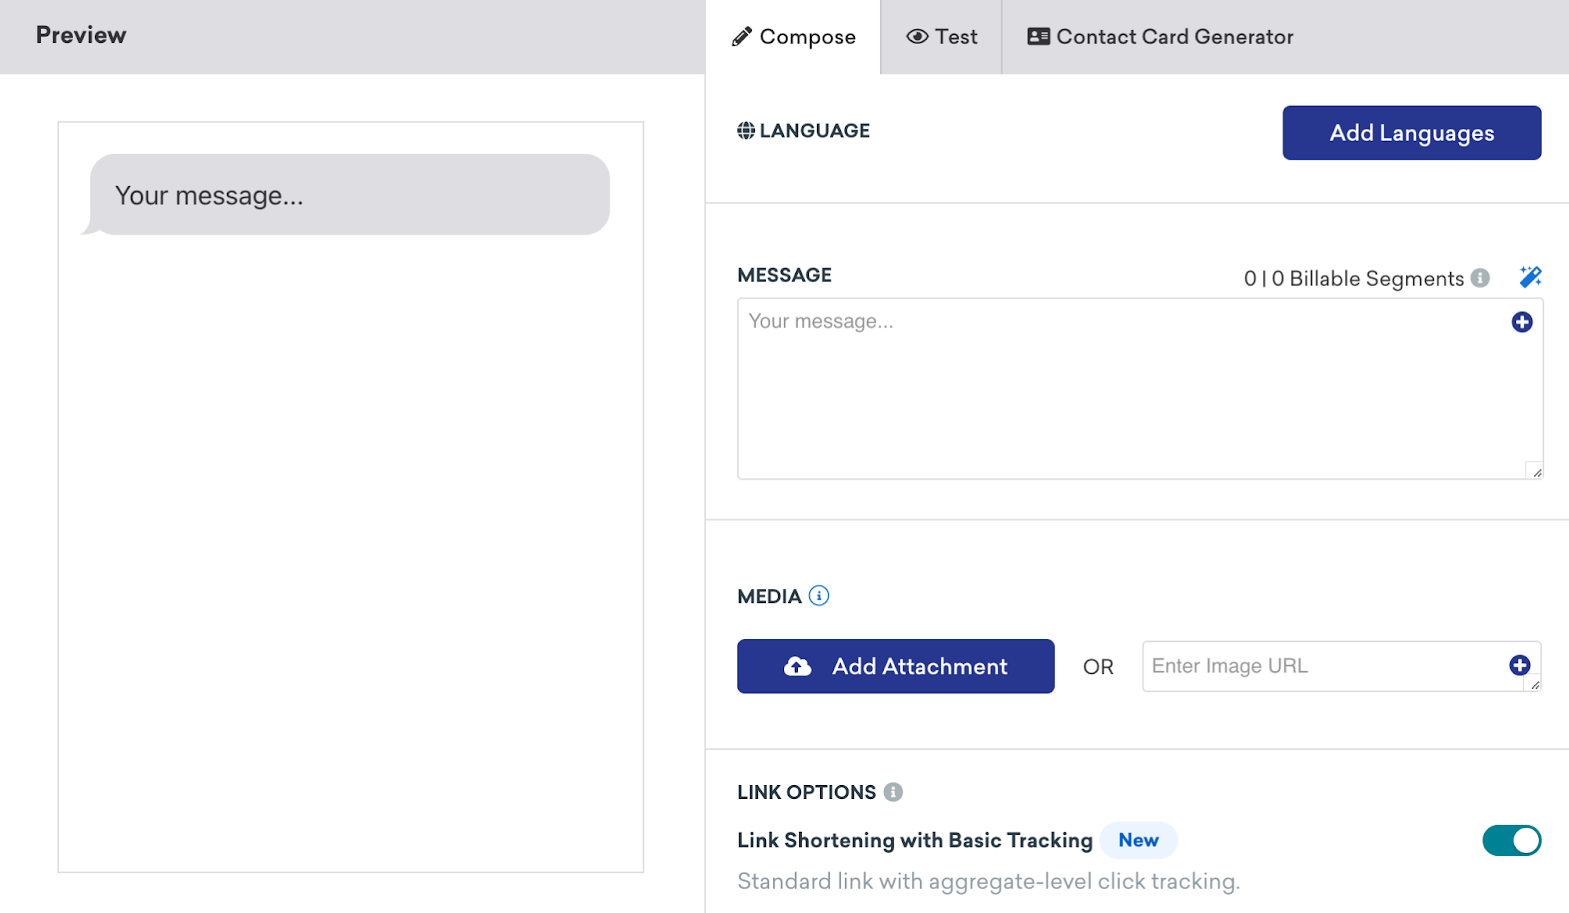 Preview
Compose
Test
Contact Card Generator
Your message...
LANGUAGE
Add Languages
MESSAGE
0 | 0 Billable Segments
Your message...
MEDIA
Add Attachment
OR
Enter Image URL
LINK OPTIONS
Link Shortening with Basic Tracking New
Standard link with aggregate-level click tracking.